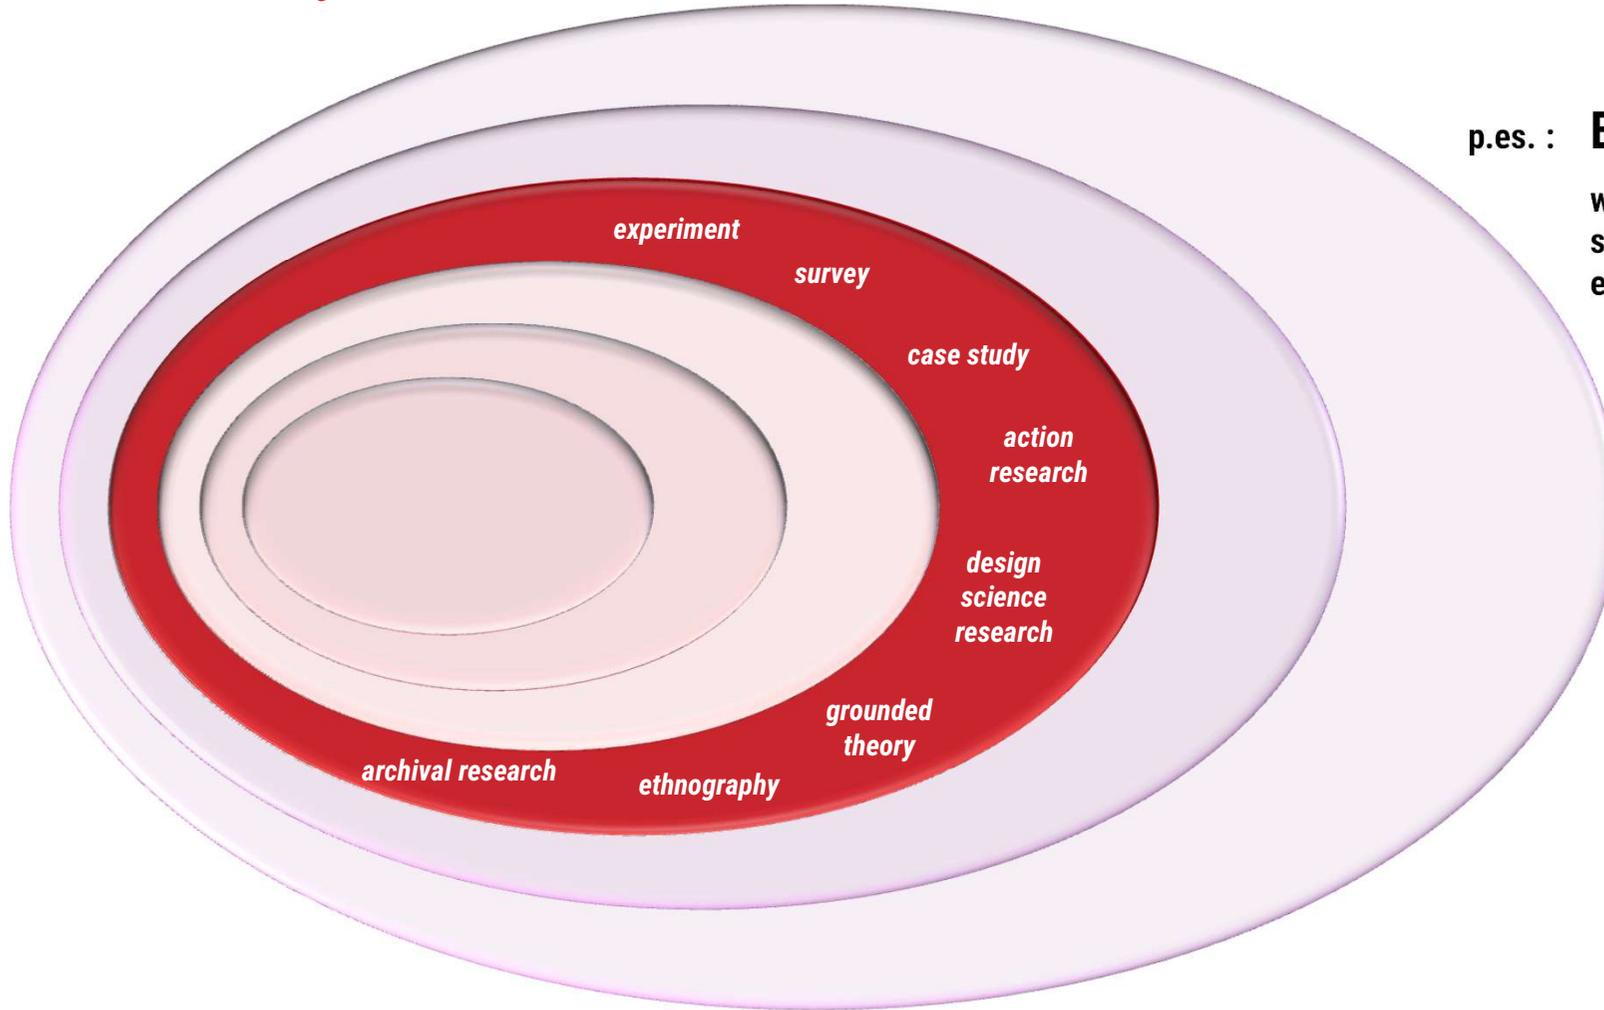 p.es. :
experiment
survey
case study
action
research
design
science
research
grounded
theory
archival research
ethnography